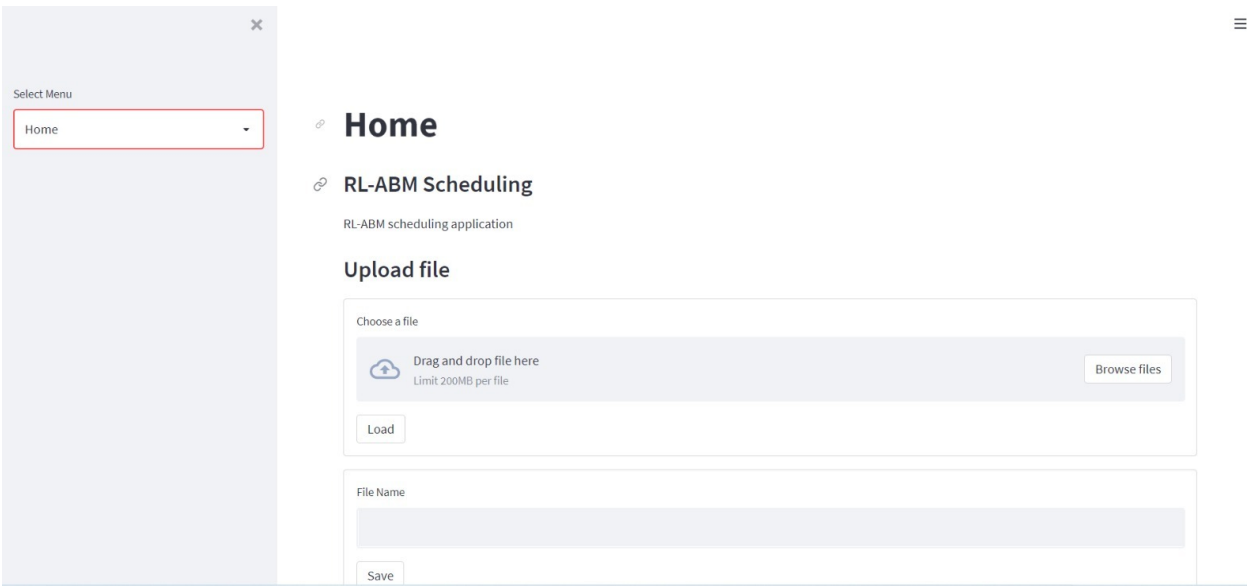 Select Menu
Home
Home
RL-ABM Scheduling
RL-ABM scheduling application
Upload file
Choose a file
Drag and drop file here
Limit 200MB per file
Browse files
Load
File Name
Save